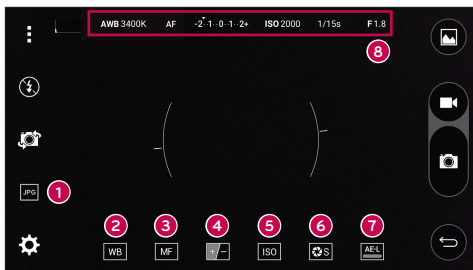 AWB 3400K AF -2·1··0··1·2+ ISO 2000 1/15s F 1.8
8
JPG 1
2 3 4 5 6 7
WB MF +/- ISO S AE-L